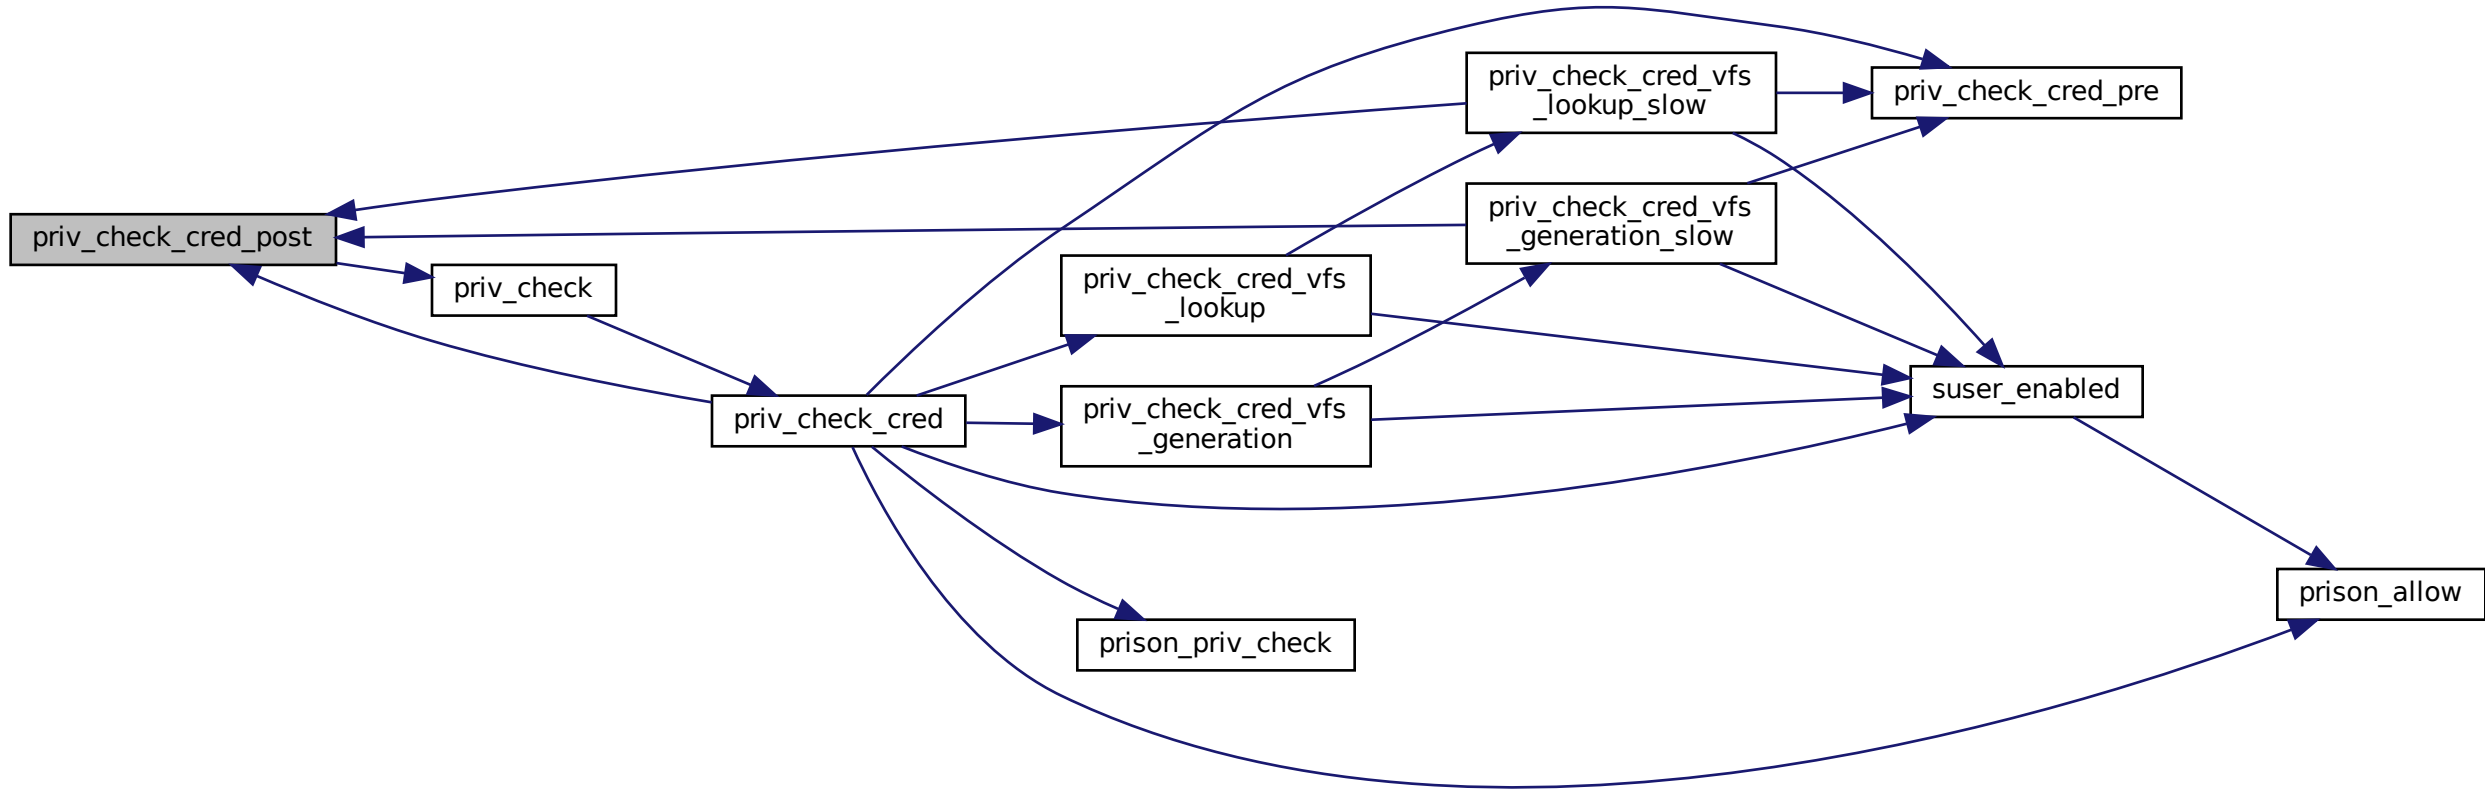 priv_check_cred_post
priv_check
priv_check_cred
priv_check_cred_vfs
_lookup
priv_check_cred_vfs
_generation
prison_priv_check
priv_check_cred_vfs
_lookup_slow
priv_check_cred_vfs
_generation_slow
priv_check_cred_pre
suser_enabled
prison_allow